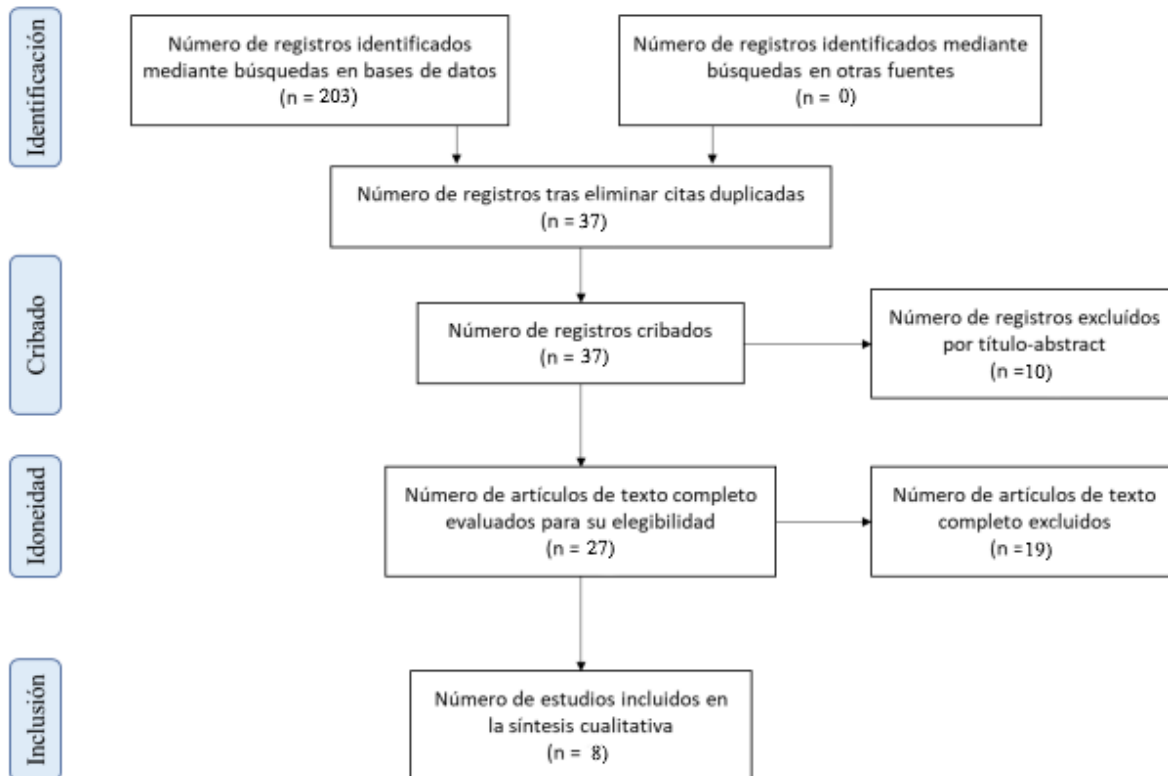 Identificación
Número de registros identificados
mediante búsquedas en bases de datos
(n = 203)
Número de registros identificados mediante
búsquedas en otras fuentes
(n = 0)
Número de registros tras eliminar citas duplicadas
(n = 37)
Cribado
Número de registros cribados
(n = 37)
Número de registros excluídos
por título-abstract
(n =10)
Idoneidad
Número de artículos de texto completo
evaluados para su elegibilidad
(n = 27)
Número de artículos de texto
completo excluidos
(n =19)
Inclusión
Número de estudios incluidos en
la síntesis cualitativa
(n = 8)